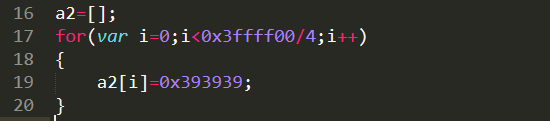 16 a2=[];
17 for(var i=0;i<0x3ffff00/4;i++)
18 {
19 a2[i]=0x393939;
20 }